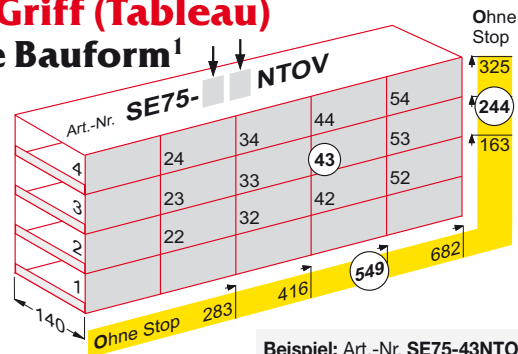 Griff (Tableau)
e Bauform¹
Ohne
Stop
Art.-Nr. SE75- NTOV
325
244
163
4 24 34 44 54
3 23 33 43 53
2 22 32 42 52
1
140
Ohne Stop 283 416 549 682
Beispiel: Art.-Nr. SE75-43NTO